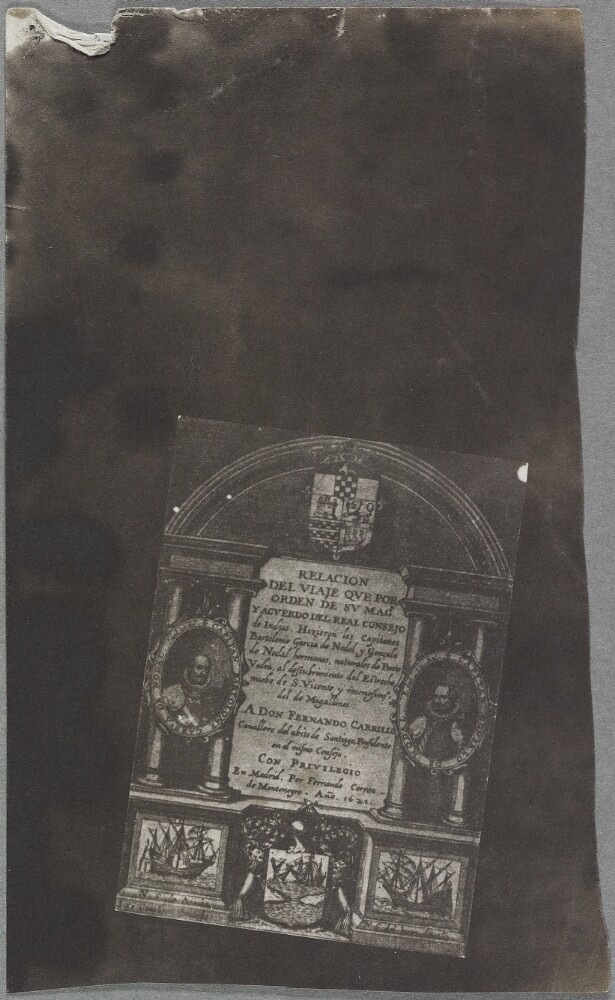 RELACION
DEL VIAJE QVE POR
ORDEN DE SV MAG.
Y ACVERDO DEL REAL CONSEJO
de Indias. Hizieron los Capitanes
Bartolome Garcia de Nodal, y Gonçalo
de Nodal hermanos, naturales de Ponte
Vedra, al descubrimiento del Estrecho
nuebo de S. Vicente y reconosimj.º
del de Magallanes
A DON FERNANDO CARRILLO
Cauallero del abito de Santiago Presidente
en el mismo Consejo.
CON PRIVILEGIO
En Madrid, Por Fernando Correa
de Montenegro. Año. 1621.